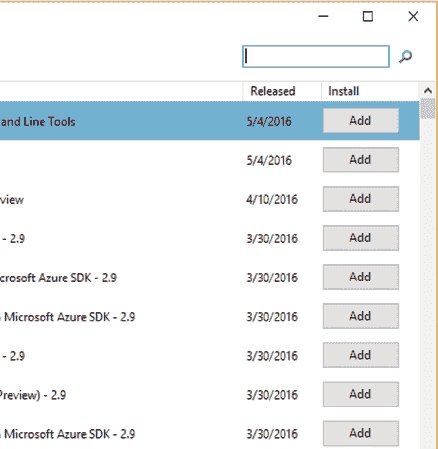 Released Install
and Line Tools 5/4/2016 Add
5/4/2016 Add
view 4/10/2016 Add
- 2.9 3/30/2016 Add
crosoft Azure SDK - 2.9 3/30/2016 Add
Microsoft Azure SDK - 2.9 3/30/2016 Add
- 2.9 3/30/2016 Add
Preview) - 2.9 3/30/2016 Add
Microsoft Azure SDK - 2.9 3/30/2016 Add